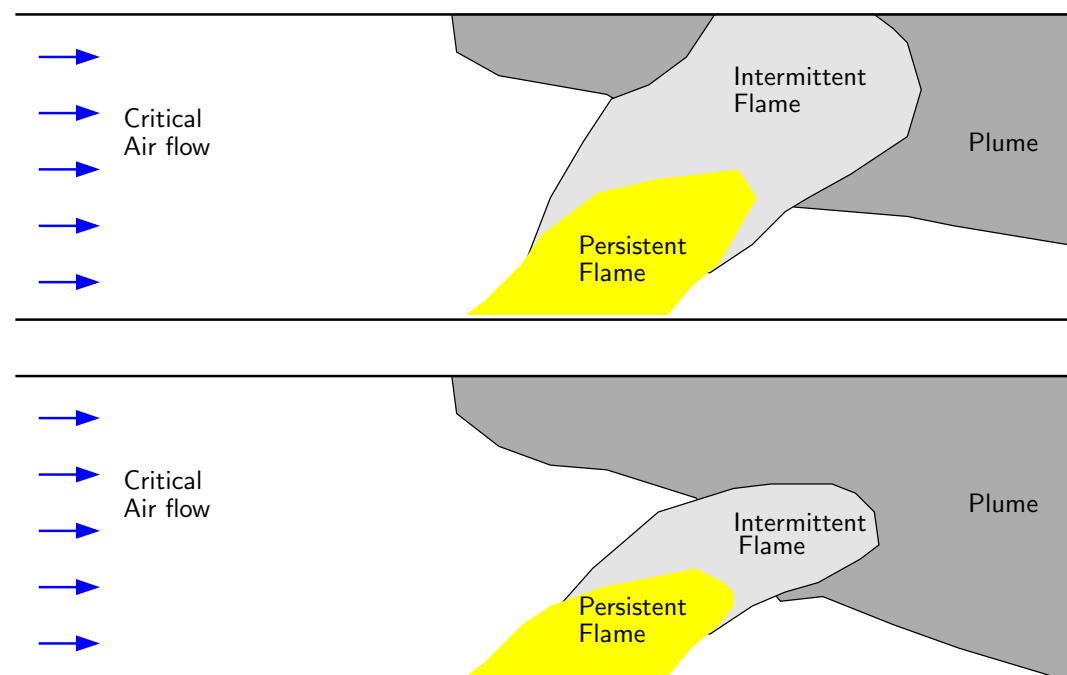 Intermittent
Flame
Critical
Air flow
Plume
Persistent
Flame
Critical
Air flow
Plume
Intermittent
Flame
Persistent
Flame